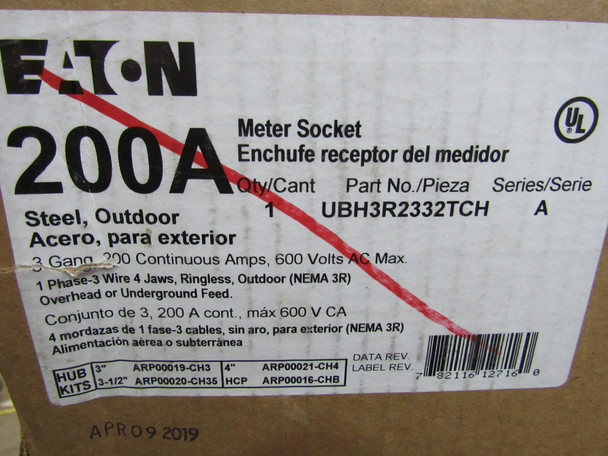 EATON
200A
Meter Socket
Enchufe receptor del medidor
UL
Qty/Cant Part No./Pieza Series/Serie
1 UBH3R2332TCH A
Steel, Outdoor
Acero, para exterior
3 Gang, 200 Continuous Amps, 600 Volts AC Max.
1 Phase-3 Wire 4 Jaws, Ringless, Outdoor (NEMA 3R)
Overhead or Underground Feed.
Conjunto de 3, 200 A cont., máx 600 V CA
4 mordazas de 1 fase-3 cables, sin aro, para exterior (NEMA 3R)
Alimentación aérea o subterránea
HUB KITS
3" ARP00019-CH3 4" ARP00021-CH4
3-1/2" ARP00020-CH35 HCP ARP00016-CHB
DATA REV.
LABEL REV.
7 82116 12716 0
APR 09 2019